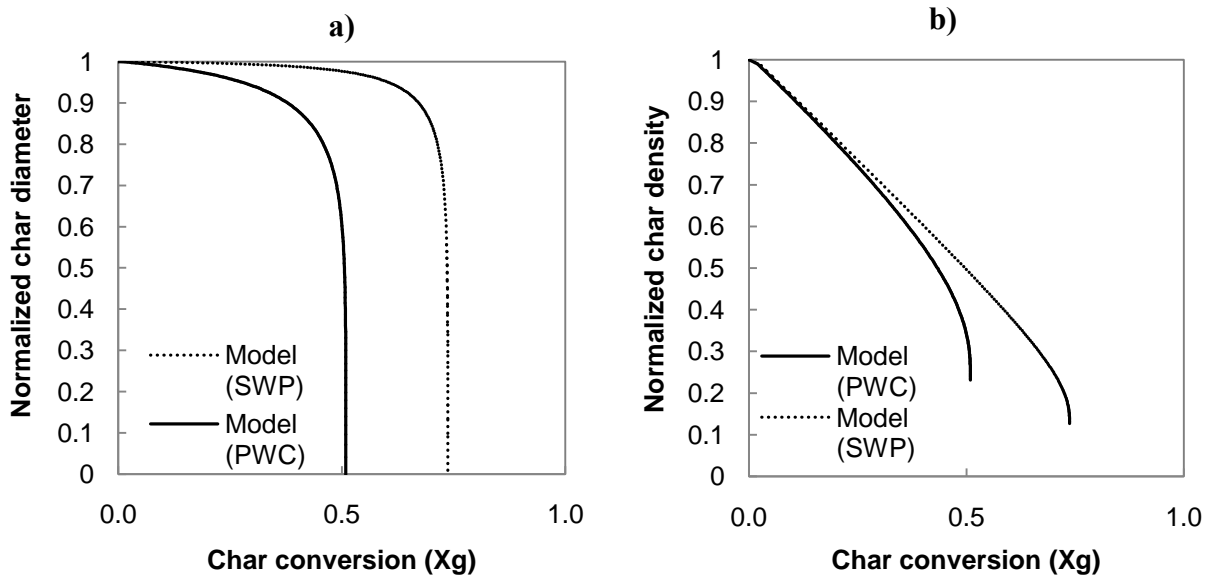 a)
Normalized char diameter
1
0.9
0.8
0.7
0.6
0.5
0.4
0.3
0.2
0.1
0
Model
(SWP)
Model
(PWC)
0.0
0.5
1.0
Char conversion (Xg)
b)
Normalized char density
1
0.9
0.8
0.7
0.6
0.5
0.4
0.3
0.2
0.1
0
Model
(PWC)
Model
(SWP)
0.0
0.5
1.0
Char conversion (Xg)